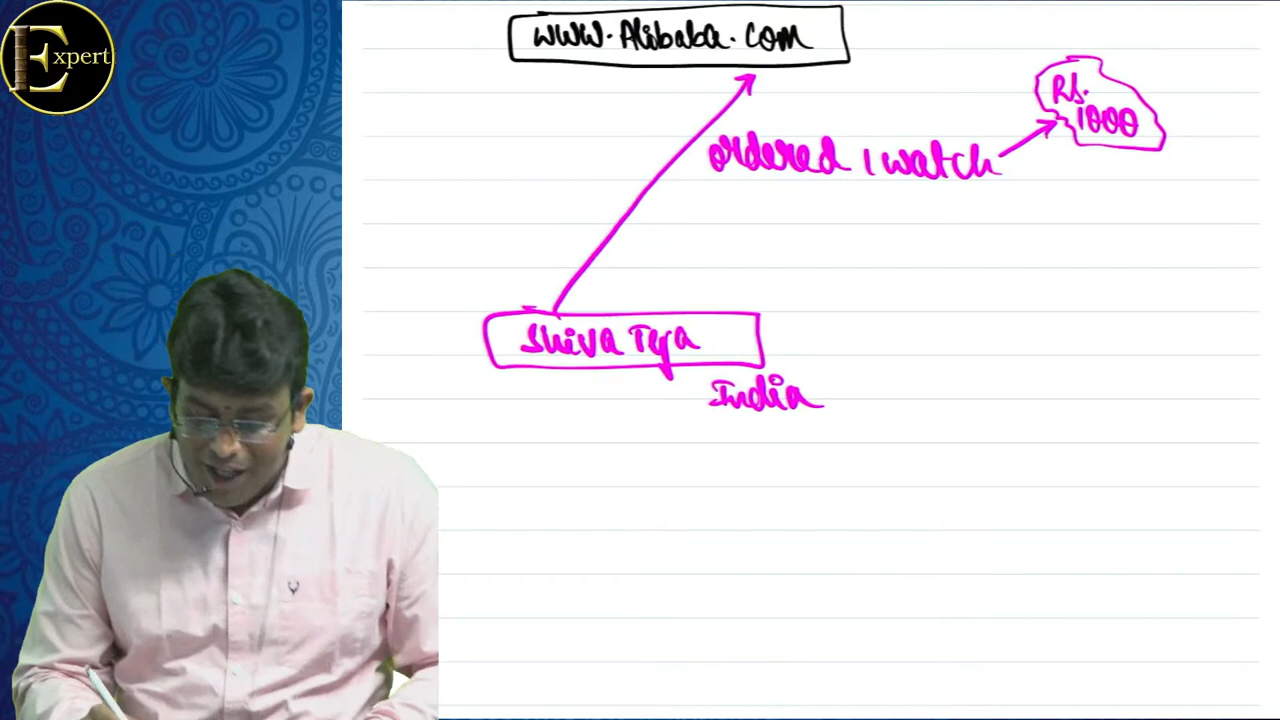 Expert
www.Alibaba.com
Rs.
1000
ordered 1 watch
Shiva Teja
India